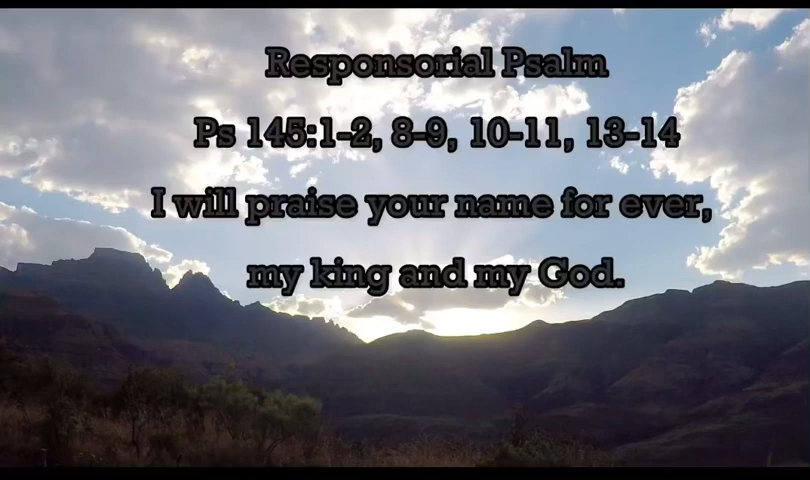 Responsorial Psalm
Ps 145:1-2, 8-9, 10-11, 13-14
I will praise your name for ever,
my king and my God.